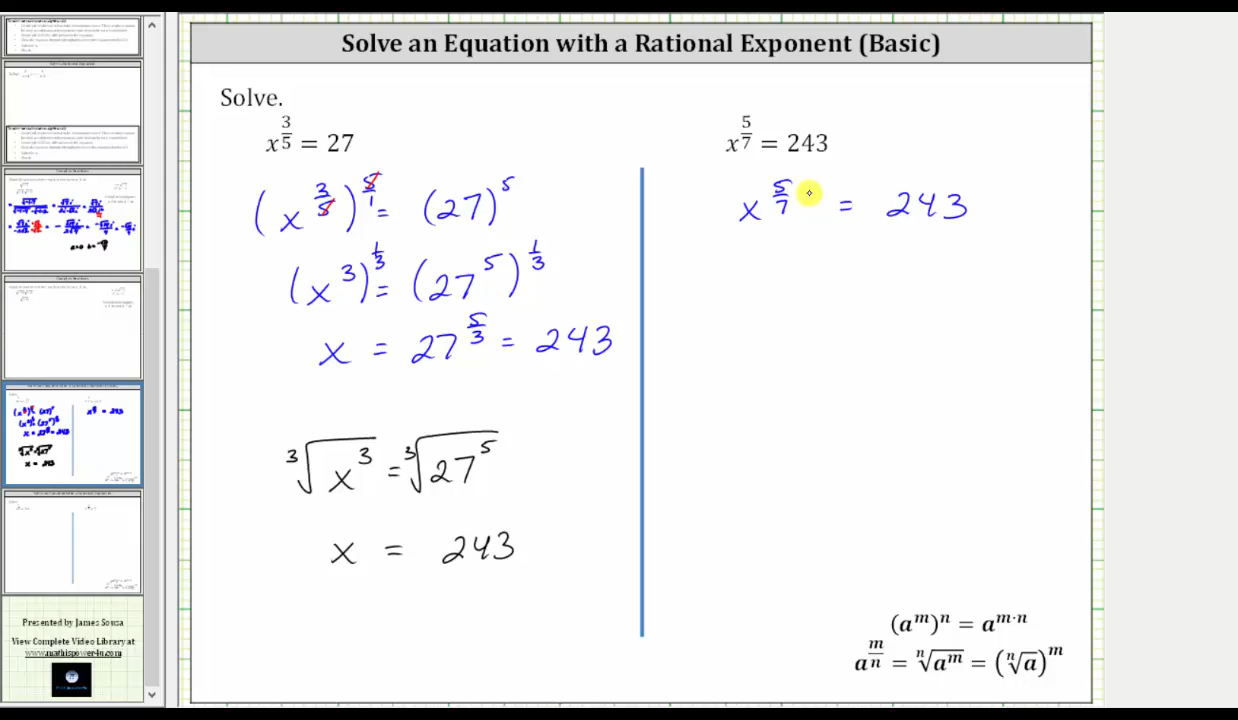 Solve an Equation with a Rational Exponent (Basic)
Solve.
x^(3/5) = 27
(x^(3/5))^(5/1) = (27)^5
(x^3)^(1/3) = (27^5)^(1/3)
x = 27^(5/3) = 243
∛x^3 = ∛27^5
x = 243
x^(5/7) = 243
x^(5/7) = 243
(a^m)^n = a^(m·n)
a^(m/n) = ⁿ√a^m = (ⁿ√a)^m
Presented by James Sousa
View Complete Video Library at
www.mathispower4u.com